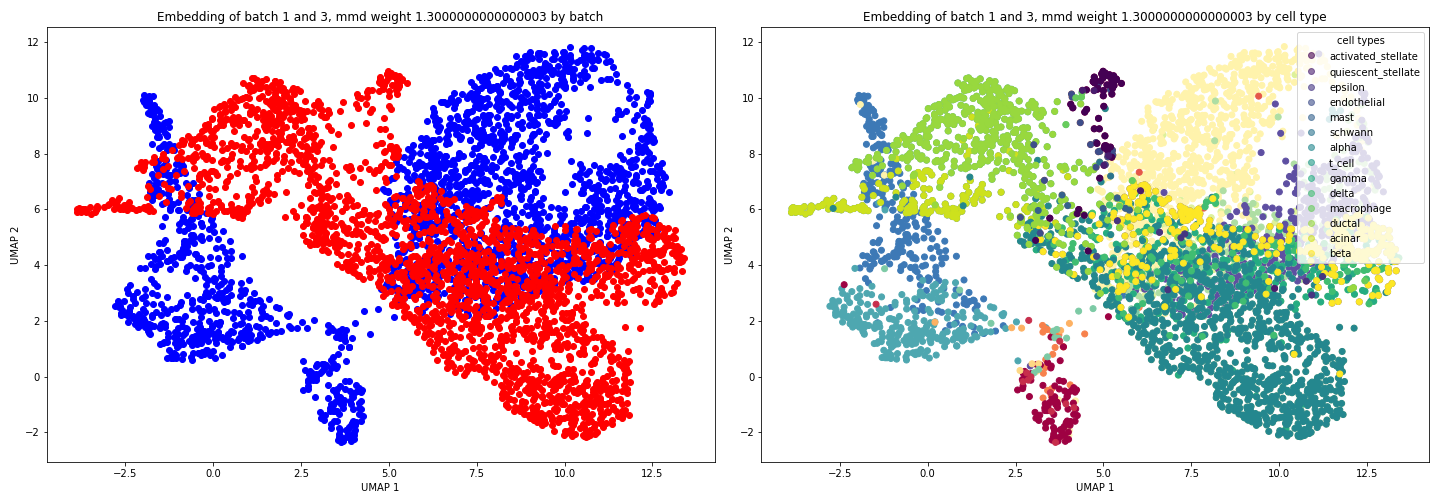 Embedding of batch 1 and 3, mmd weight 1.3000000000000003 by batch
12
10
8
6
4
2
0
−2
UMAP 2
−2.5
0.0
2.5
5.0
7.5
10.0
12.5
UMAP 1
Embedding of batch 1 and 3, mmd weight 1.3000000000000003 by cell type
cell types
activated_stellate
quiescent_stellate
epsilon
endothelial
mast
schwann
alpha
t_cell
gamma
delta
macrophage
ductal
acinar
beta
12
10
8
6
4
2
0
−2
UMAP 2
−2.5
0.0
2.5
5.0
7.5
10.0
12.5
UMAP 1